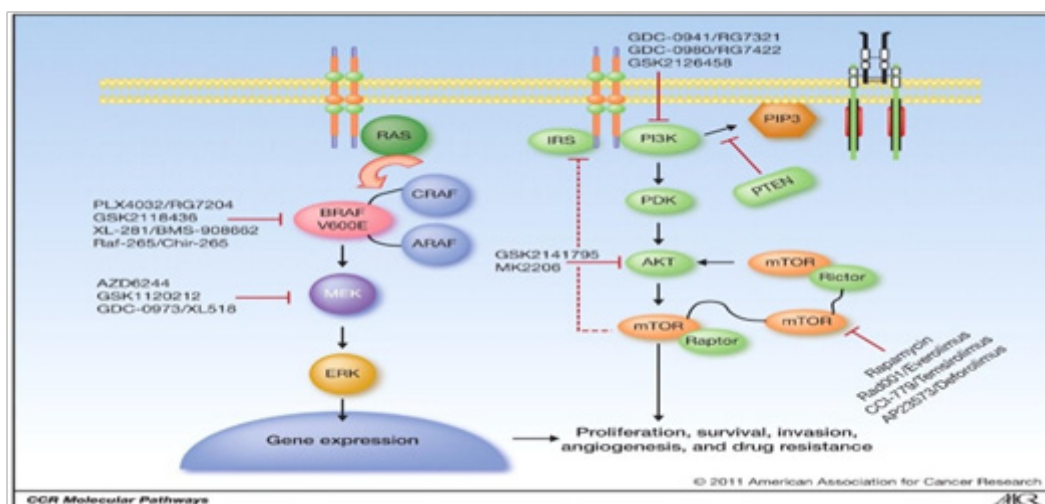 GDC-0941/RG7321
GDC-0980/RG7422
GSK2126458
RAS
IRS
PI3K
PIP3
PTEN
CRAF
BRAF
V600E
ARAF
PLX4032/RG7204
GSK2118436
XL-281/BMS-908662
Raf-265/Chir-265
PDK
GSK2141795
MK2206
AKT
mTOR
Rictor
AZD6244
GSK1120212
GDC-0973/XL518
MEK
mTOR
Raptor
mTOR
Rapamycin
Rad001/Everolimus
CCI-779/Temsirolimus
AP23573/Deforolimus
ERK
Gene expression
Proliferation, survival, invasion,
angiogenesis, and drug resistance
© 2011 American Association for Cancer Research
CCR Molecular Pathways